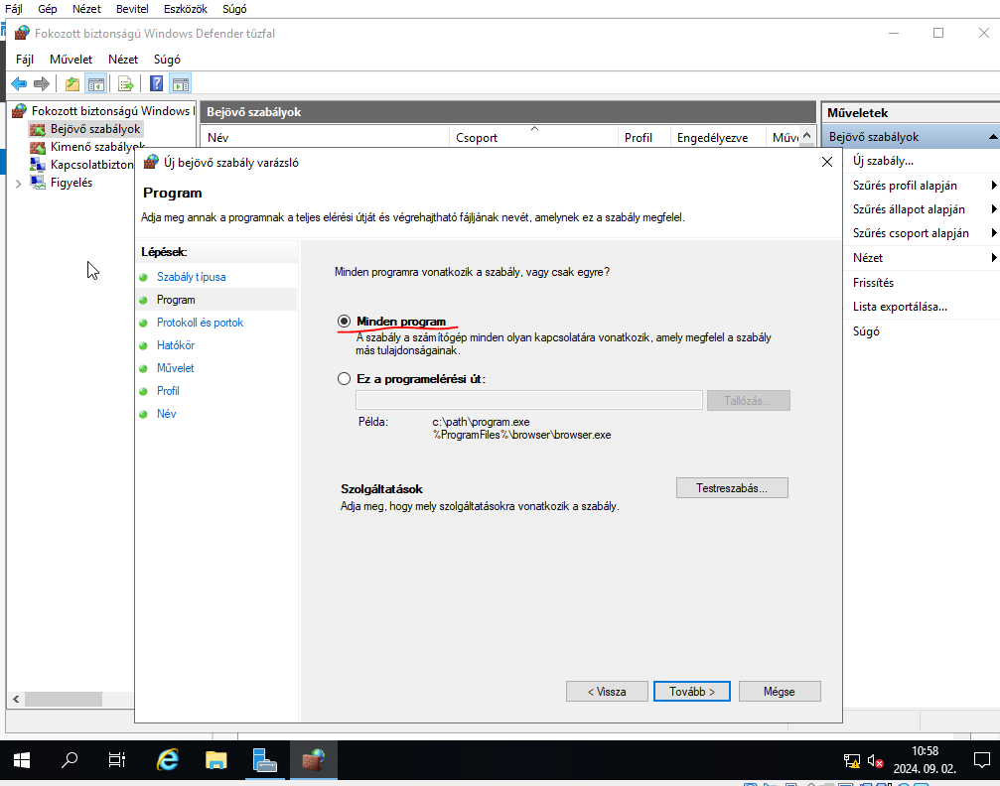 Fájl Gép Nézet Bevitel Eszközök Súgó
Fokozott biztonságú Windows Defender tűzfal
Fájl Művelet Nézet Súgó
Fokozott biztonságú Windows
Bejövő szabályok
Kimenő szabályok
Kapcsolatbizton
Figyelés
Bejövő szabályok
Név Csoport Profil Engedélyezve Műv
Műveletek
Bejövő szabályok
Új szabály...
Szűrés profil alapján
Szűrés állapot alapján
Szűrés csoport alapján
Nézet
Frissítés
Lista exportálása...
Súgó
Új bejövő szabály varázsló
Program
Adja meg annak a programnak a teljes elérési útját és végrehajtható fájljának nevét, amelynek ez a szabály megfelel.
Lépések:
Szabály típusa
Program
Protokoll és portok
Hatókör
Művelet
Profil
Név
Minden programra vonatkozik a szabály, vagy csak egyre?
Minden program
A szabály a számítógép minden olyan kapcsolatára vonatkozik, amely megfelel a szabály
más tulajdonságainak.
Ez a programelérési út:
Tallózás...
Példa: c:\path\program.exe
%ProgramFiles%\browser\browser.exe
Szolgáltatások
Testreszabás...
Adja meg, hogy mely szolgáltatásokra vonatkozik a szabály.
< Vissza Tovább > Mégse
10:58
2024. 09. 02.